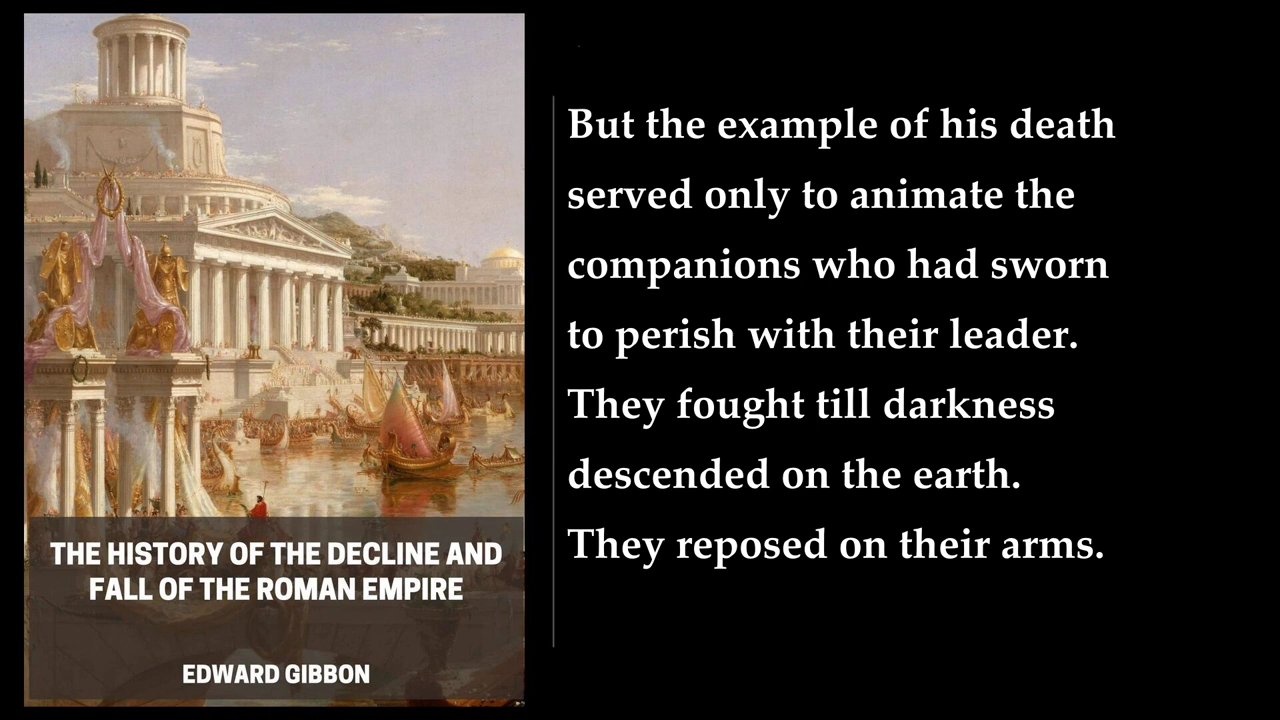 THE HISTORY OF THE DECLINE AND
FALL OF THE ROMAN EMPIRE
EDWARD GIBBON
But the example of his death
served only to animate the
companions who had sworn
to perish with their leader.
They fought till darkness
descended on the earth.
They reposed on their arms.